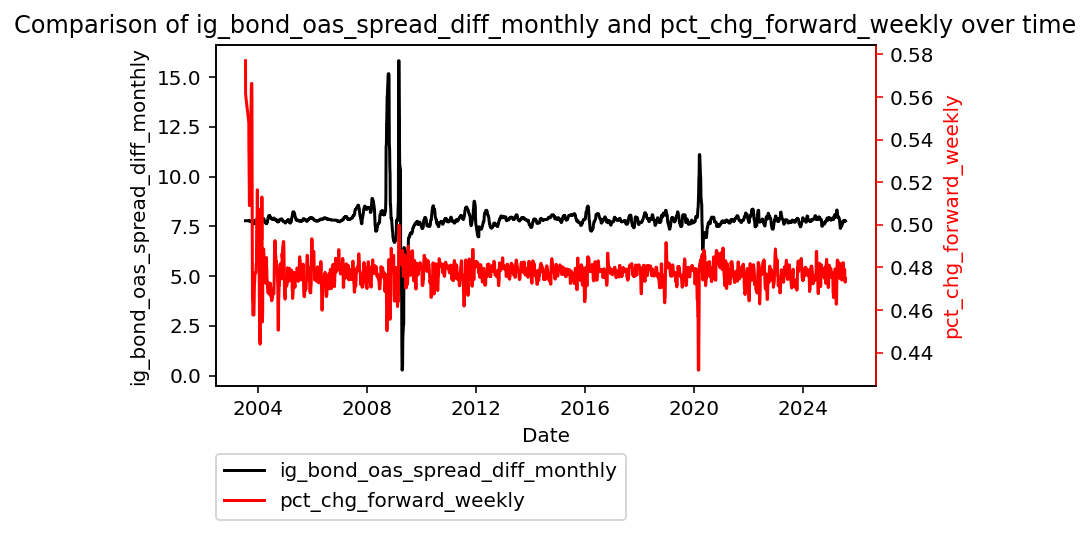 Comparison of ig_bond_oas_spread_diff_monthly and pct_chg_forward_weekly over time
ig_bond_oas_spread_diff_monthly
15.0
12.5
10.0
7.5
5.0
2.5
0.0
0.58
0.56
0.54
0.52
0.50
0.48
0.46
0.44
pct_chg_forward_weekly
2004 2008 2012 2016 2020 2024
Date
ig_bond_oas_spread_diff_monthly
pct_chg_forward_weekly